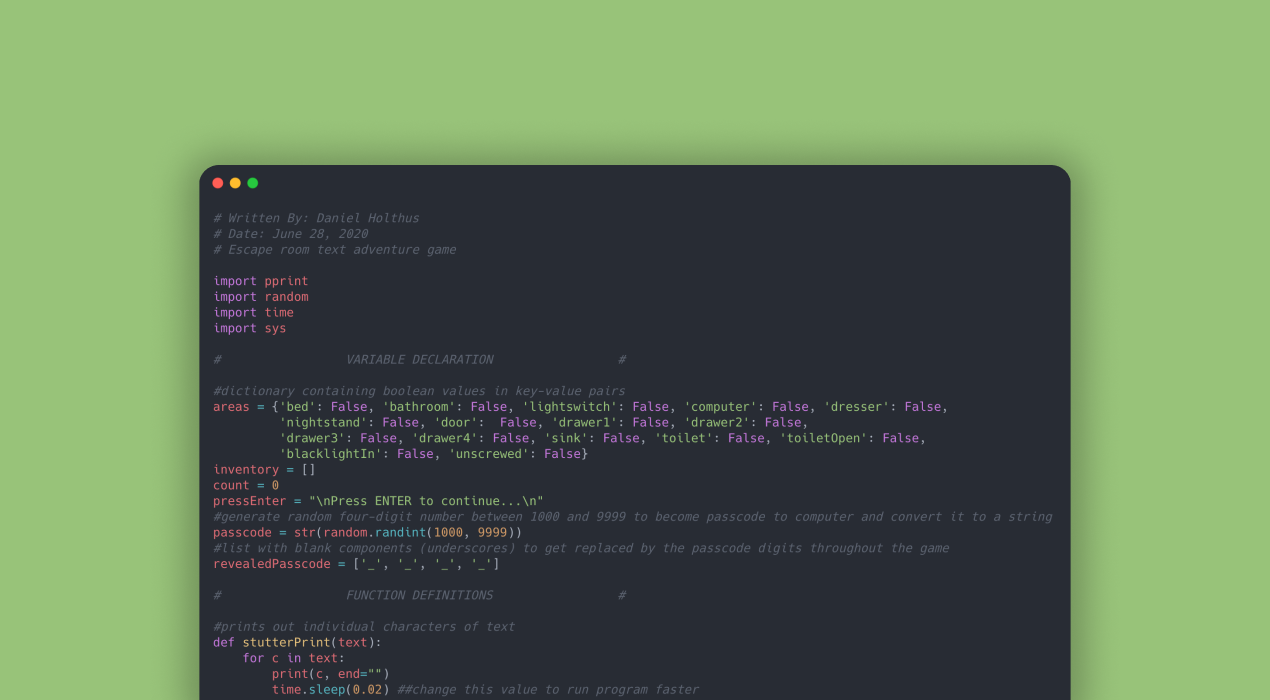 # Written By: Daniel Holthus
# Date: June 28, 2020
# Escape room text adventure game
import pprint
import random
import time
import sys
#                 VARIABLE DECLARATION                 #
#dictionary containing boolean values in key-value pairs
areas = {'bed': False, 'bathroom': False, 'lightswitch': False, 'computer': False, 'dresser': False,
         'nightstand': False, 'door':  False, 'drawer1': False, 'drawer2': False,
         'drawer3': False, 'drawer4': False, 'sink': False, 'toilet': False, 'toiletOpen': False,
         'blacklightIn': False, 'unscrewed': False}
inventory = []
count = 0
pressEnter = "\nPress ENTER to continue...\n"
#generate random four-digit number between 1000 and 9999 to become passcode to computer and convert it to a string
passcode = str(random.randint(1000, 9999))
#list with blank components (underscores) to get replaced by the passcode digits throughout the game
revealedPasscode = ['_', '_', '_', '_']
#                 FUNCTION DEFINITIONS                 #
#prints out individual characters of text
def stutterPrint(text):
    for c in text:
        print(c, end="")
        time.sleep(0.02) ##change this value to run program faster